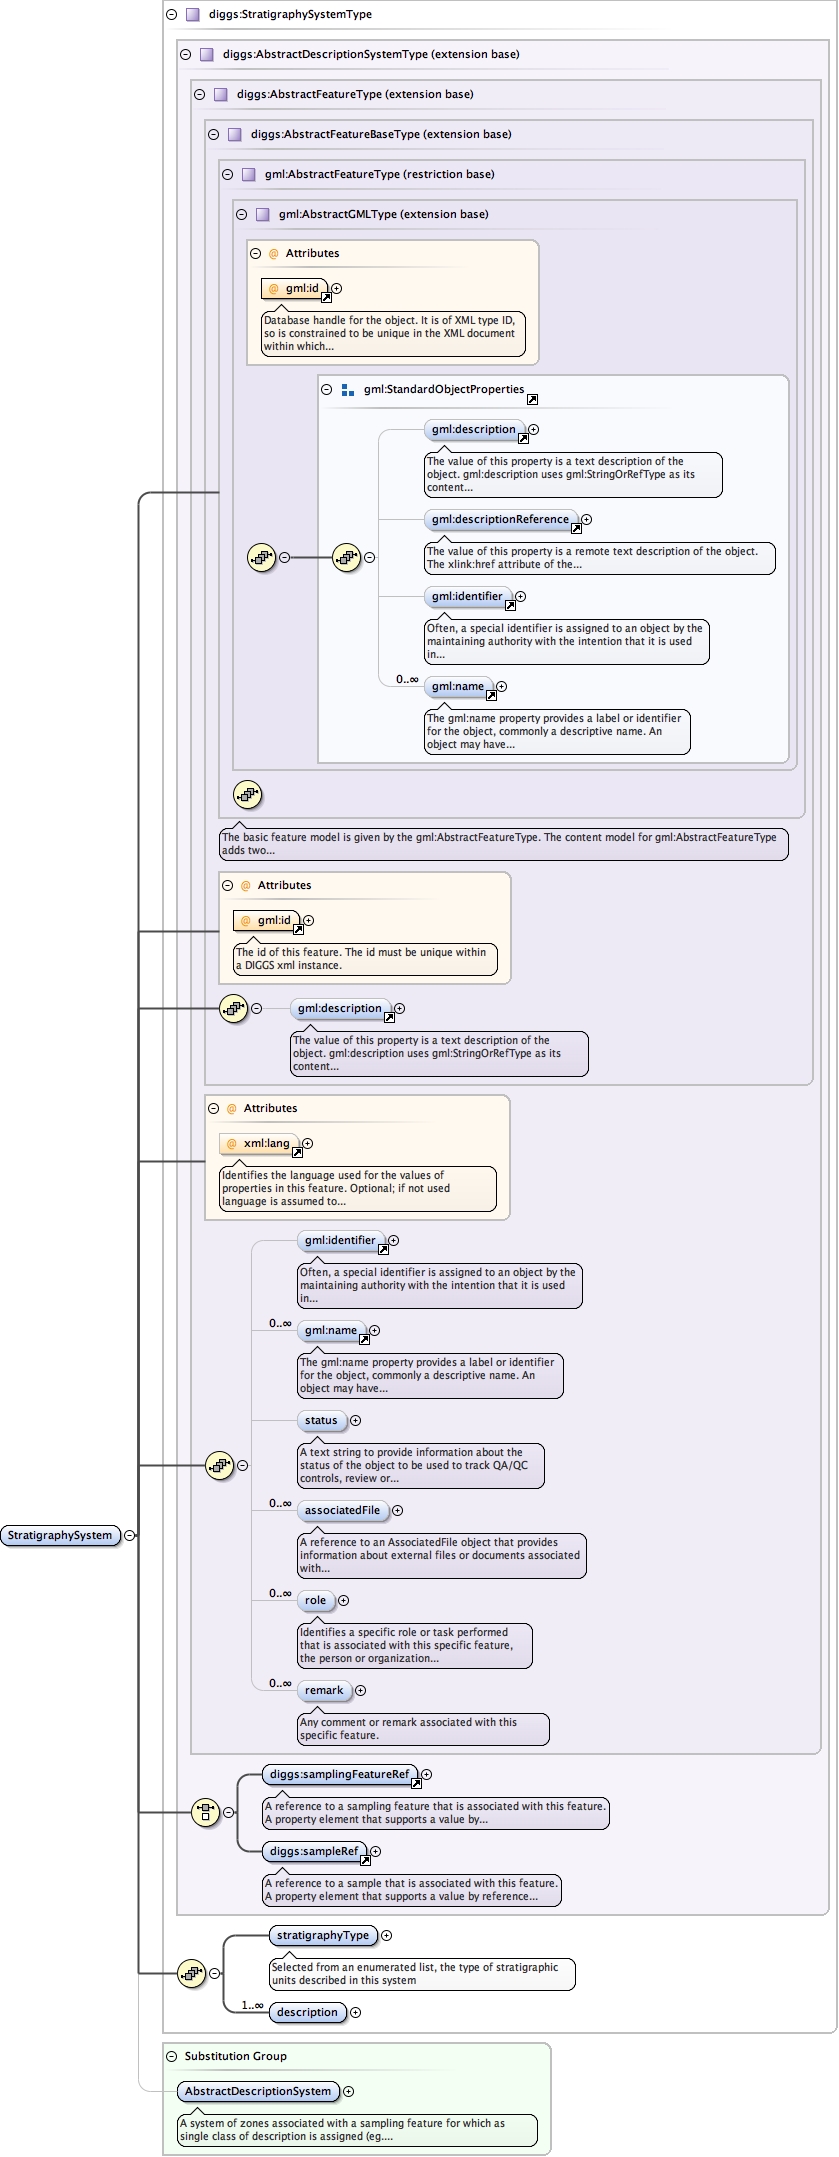 diggs:StratigraphySystemType
diggs:AbstractDescriptionSystemType (extension base)
diggs:AbstractFeatureType (extension base)
diggs:AbstractFeatureBaseType (extension base)
gml:AbstractFeatureType (restriction base)
gml:AbstractGMLType (extension base)
@ Attributes
@ gml:id
Database handle for the object. It is of XML type ID,
so is constrained to be unique in the XML document
within which...
gml:StandardObjectProperties
gml:description
The value of this property is a text description of the
object. gml:description uses gml:StringOrRefType as its
content...
gml:descriptionReference
The value of this property is a remote text description of the object.
The xlink:href attribute of the...
gml:identifier
Often, a special identifier is assigned to an object by the
maintaining authority with the intention that it is used
in...
0..∞ gml:name
The gml:name property provides a label or identifier
for the object, commonly a descriptive name. An
object may have...
The basic feature model is given by the gml:AbstractFeatureType. The content model for gml:AbstractFeatureType
adds two...
@ Attributes
@ gml:id
The id of this feature. The id must be unique within
a DIGGS xml instance.
gml:description
The value of this property is a text description of the
object. gml:description uses gml:StringOrRefType as its
content...
@ Attributes
@ xml:lang
Identifies the language used for the values of
properties in this feature. Optional; if not used
language is assumed to...
gml:identifier
Often, a special identifier is assigned to an object by the
maintaining authority with the intention that it is used
in...
0..∞ gml:name
The gml:name property provides a label or identifier
for the object, commonly a descriptive name. An
object may have...
status
A text string to provide information about the
status of the object to be used to track QA/QC
controls, review or...
0..∞ associatedFile
A reference to an AssociatedFile object that provides
information about external files or documents associated
with...
StratigraphySystem
0..∞ role
Identifies a specific role or task performed
that is associated with this specific feature,
the person or organization...
0..∞ remark
Any comment or remark associated with this
specific feature.
diggs:samplingFeatureRef
A reference to a sampling feature that is associated with this feature.
A property element that supports a value by...
diggs:sampleRef
A reference to a sample that is associated with this feature.
A property element that supports a value by reference...
stratigraphyType
Selected from an enumerated list, the type of stratigraphic
units described in this system
1..∞ description
Substitution Group
AbstractDescriptionSystem
A system of zones associated with a sampling feature for which as
single class of description is assigned (eg....